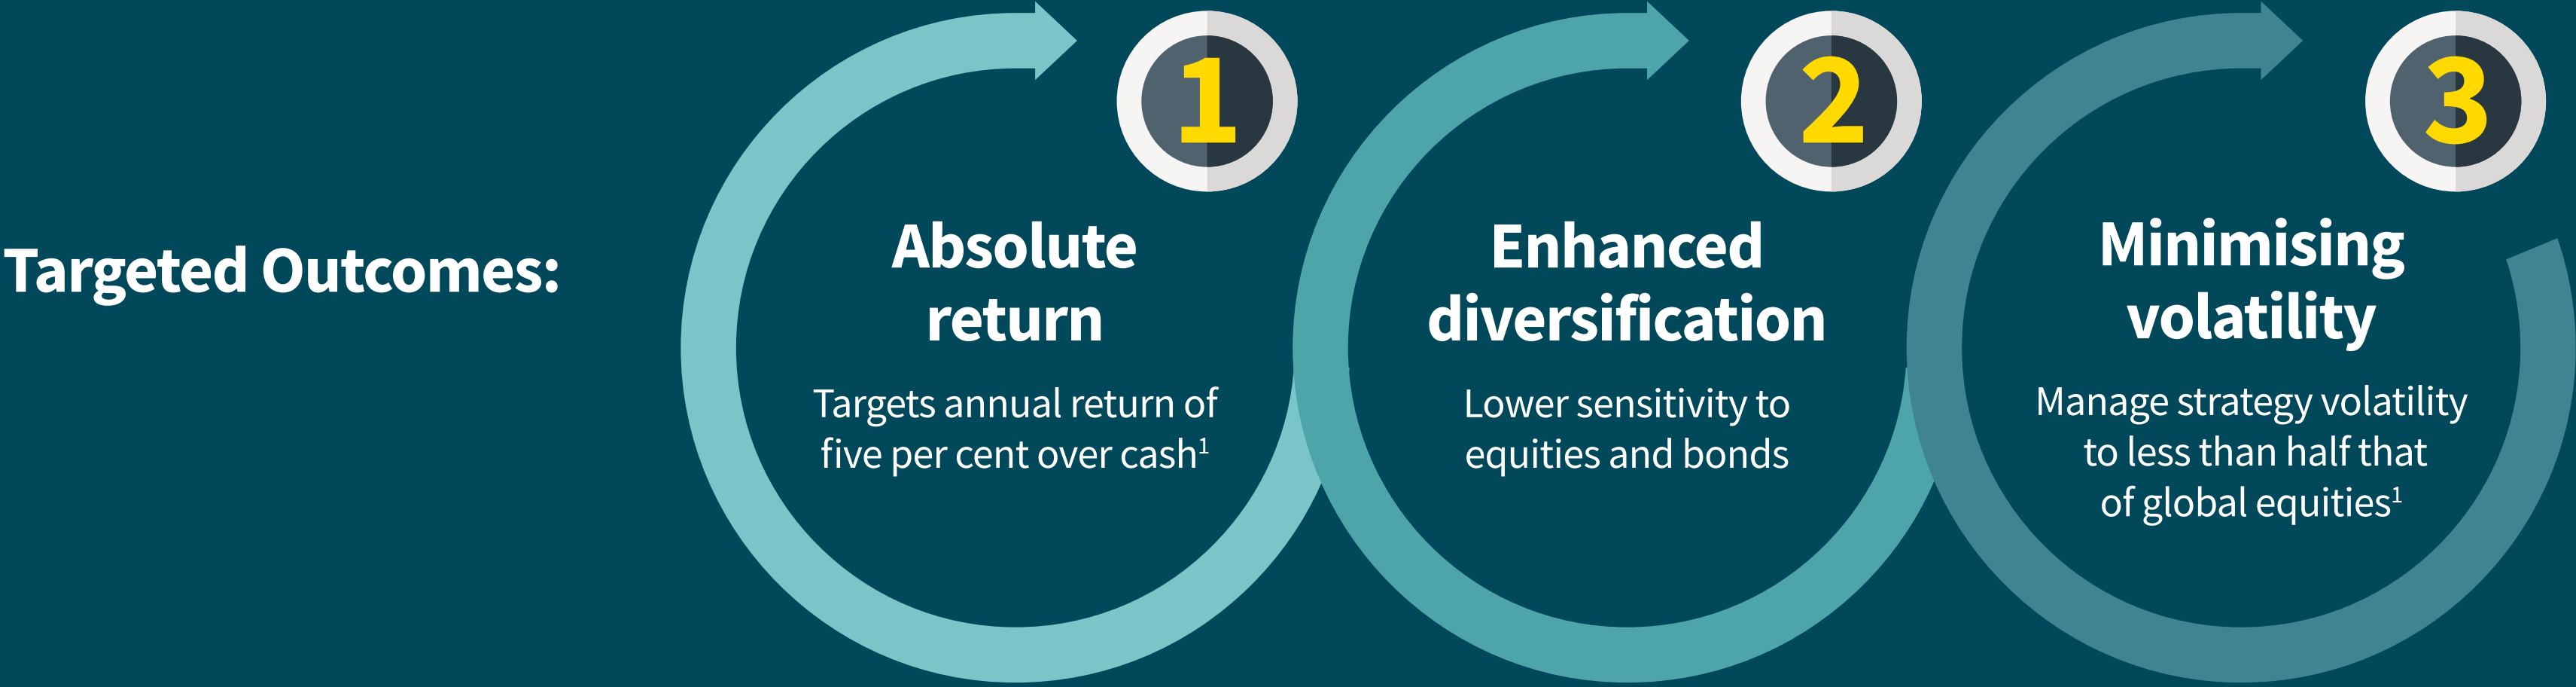 Targeted Outcomes:
1
Absolute
return
Targets annual return of
five per cent over cash¹
2
Enhanced
diversification
Lower sensitivity to
equities and bonds
3
Minimising
volatility
Manage strategy volatility
to less than half that
of global equities¹